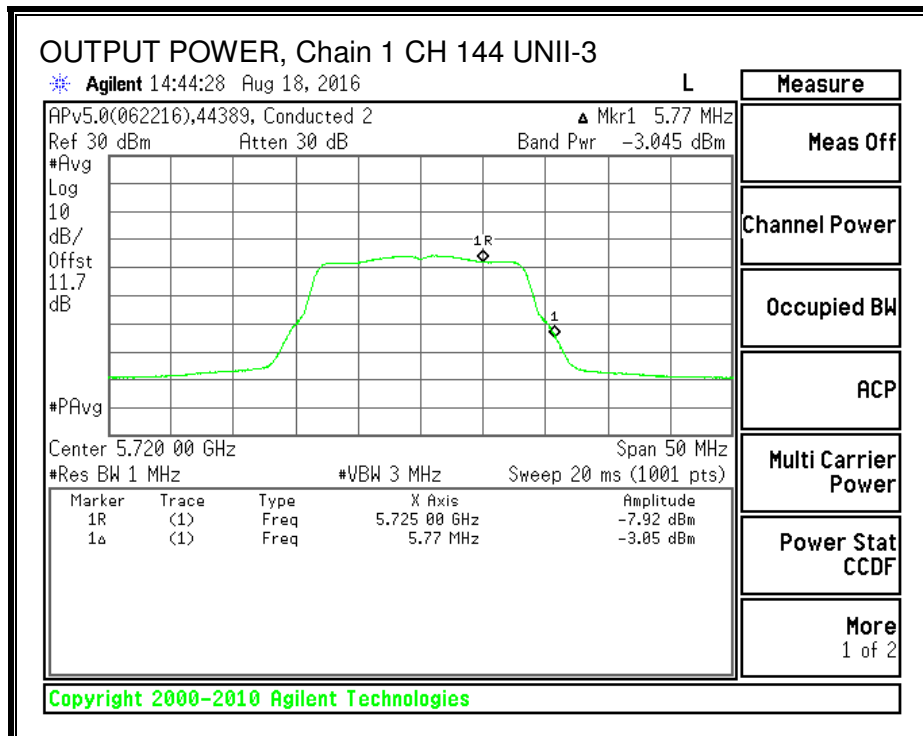 OUTPUT POWER, Chain 1 CH 144 UNII-3
Agilent 14:44:28 Aug 18, 2016 L
APv5.0(062216),44389, Conducted 2 Δ Mkr1 5.77 MHz
Ref 30 dBm Atten 30 dB Band Pwr -3.045 dBm
#Avg
Log
10
dB/
Offst
11.7
dB
1R
1
#PAvg
Center 5.720 00 GHz Span 50 MHz
#Res BW 1 MHz #VBW 3 MHz Sweep 20 ms (1001 pts)
Marker Trace Type X Axis Amplitude
1R (1) Freq 5.725 00 GHz -7.92 dBm
1Δ (1) Freq 5.77 MHz -3.05 dBm
Measure
Meas Off
Channel Power
Occupied BW
ACP
Multi Carrier
Power
Power Stat
CCDF
More
1 of 2
Copyright 2000-2010 Agilent Technologies